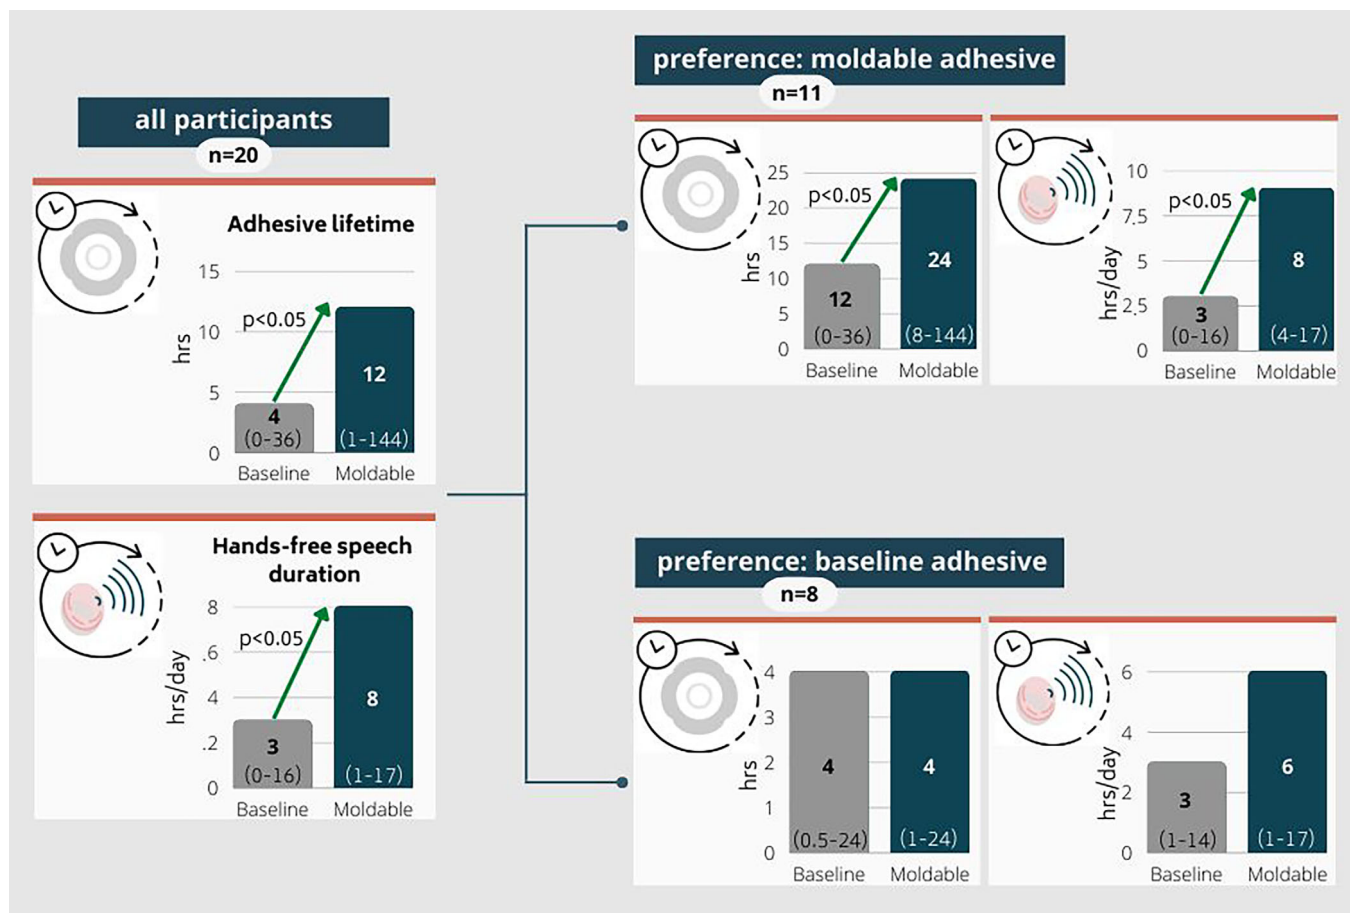 all participants
n=20
Adhesive lifetime
15
10
5
0
hrs
p<0.05
4
(0-36)
12
(1-144)
Baseline
Moldable
Hands-free speech
duration
8
.6
4
.2
0
hrs/day
p<0.05
3
(0-16)
8
(1-17)
Baseline
Moldable
preference: moldable adhesive
n=11
25
20
15
10
5
0
hrs
p<0.05
12
(0-36)
24
(8-144)
Baseline
Moldable
10
7.5
5
2.5
0
hrs/day
p<0.05
3
(0-16)
8
(4-17)
Baseline
Moldable
preference: baseline adhesive
n=8
4
3
2
1
0
hrs
4
(0.5-24)
4
(1-24)
Baseline
Moldable
6
4
2
0
hrs/day
3
(1-14)
6
(1-17)
Baseline
Moldable